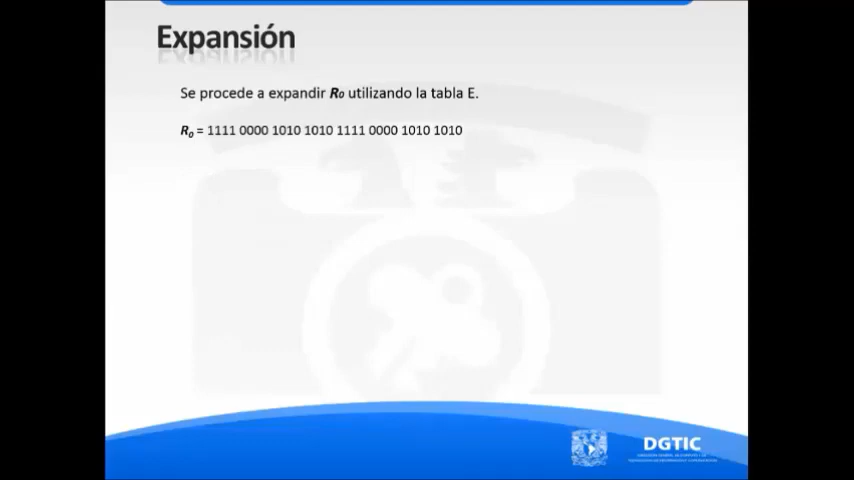 Expansión
Se procede a expandir R0 utilizando la tabla E.
R0 = 1111 0000 1010 1010 1111 0000 1010 1010
DGTIC